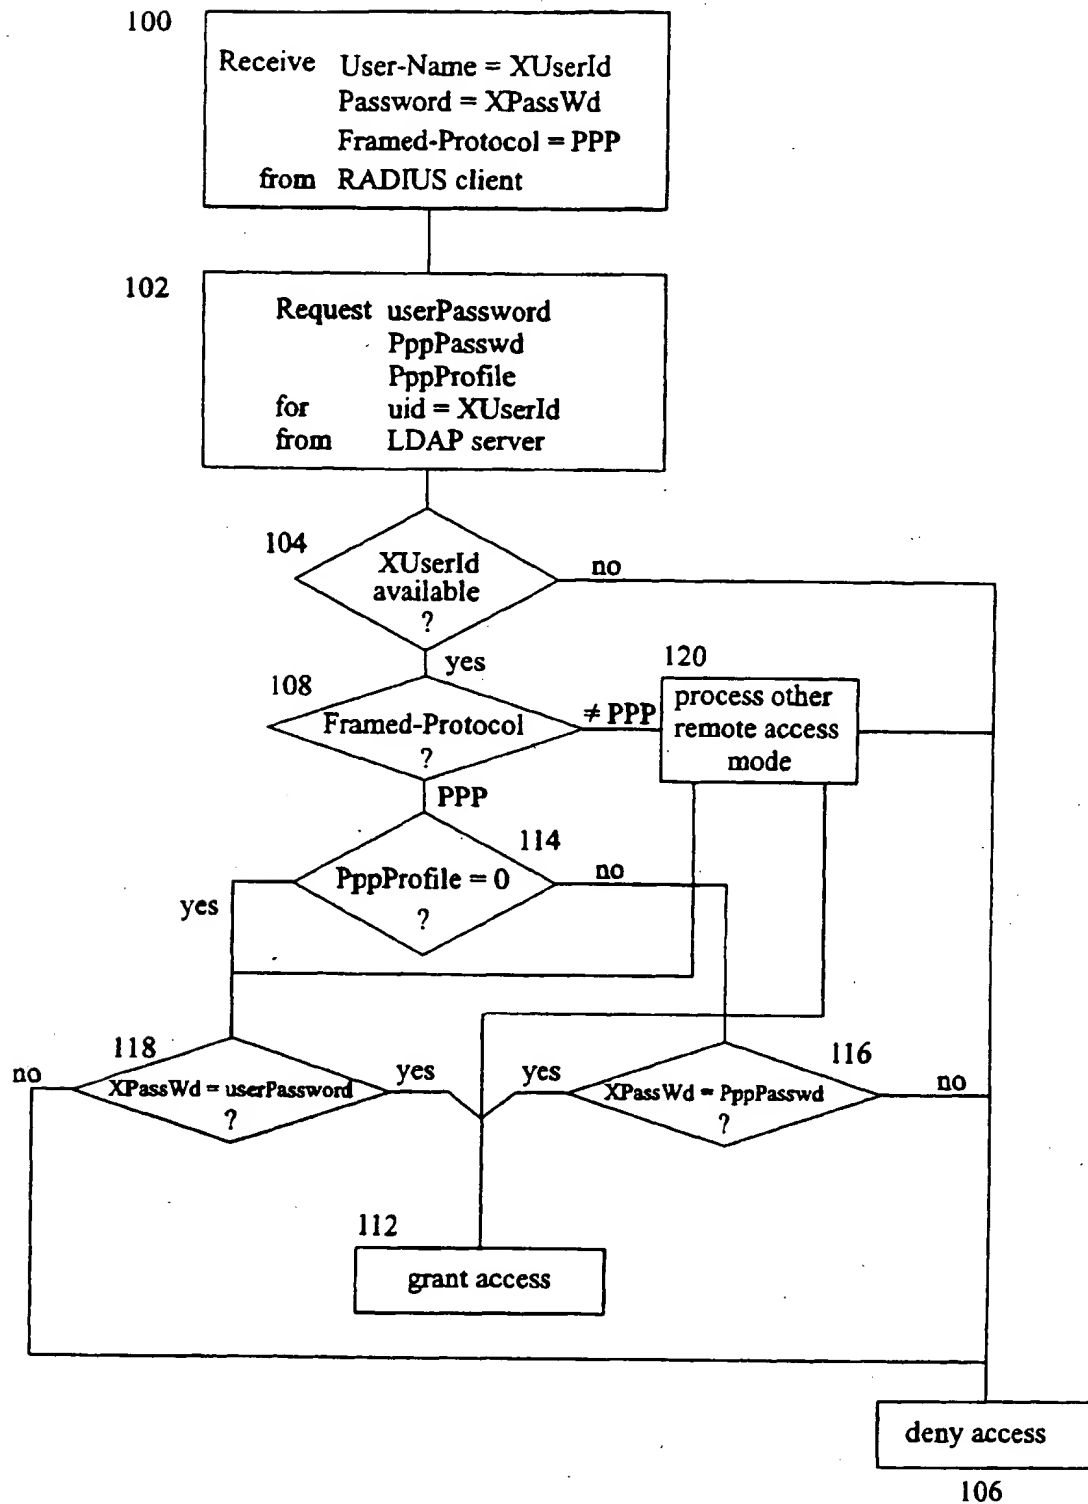 100
Receive User-Name = XUserId
Password = XPassWd
Framed-Protocol = PPP
from RADIUS client
102
Request userPassword
PppPasswd
PppProfile
for uid = XUserId
from LDAP server
104
XUserId
available
?
no
yes
108
Framed-Protocol
?
≠ PPP
120
process other
remote access
mode
PPP
114
PppProfile = 0
?
no
yes
118
no
XPassWd = userPassword
?
yes
yes
116
XPassWd = PppPasswd
?
no
112
grant access
deny access
106